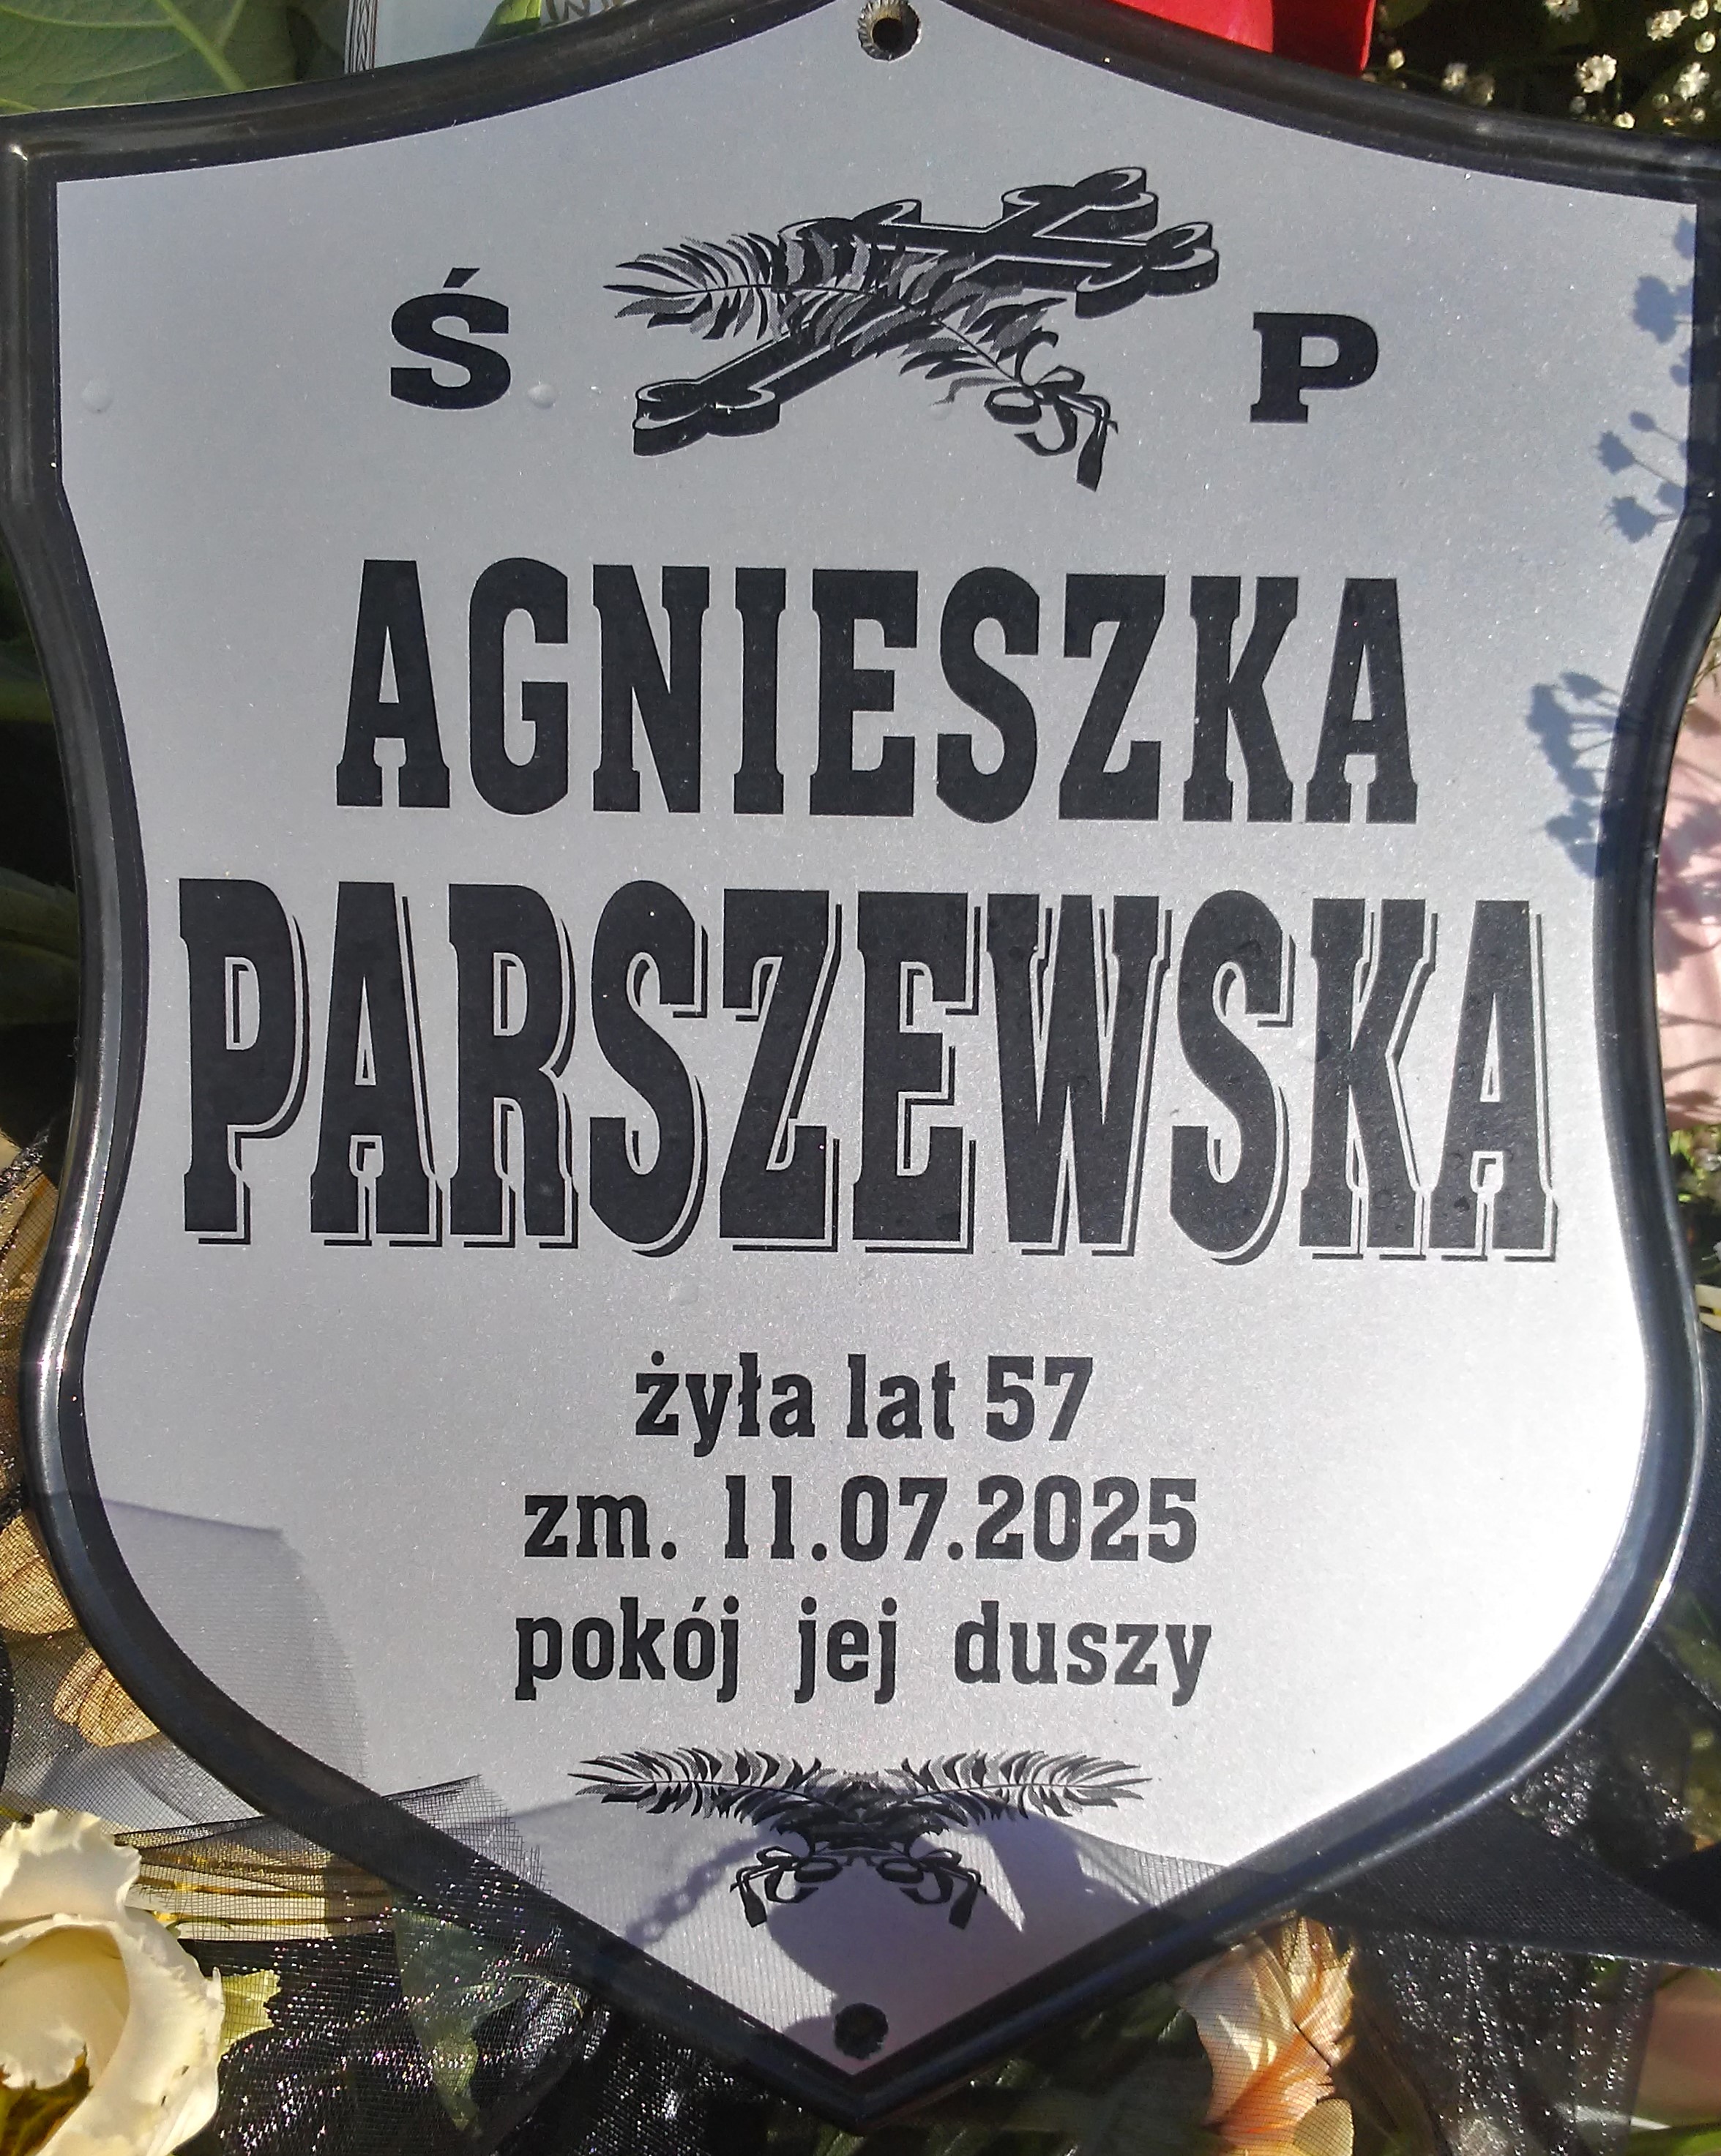 Ś P
AGNIESZKA
PARSZEWSKA
żyła lat 57
zm. 11.07.2025
pokój jej duszy